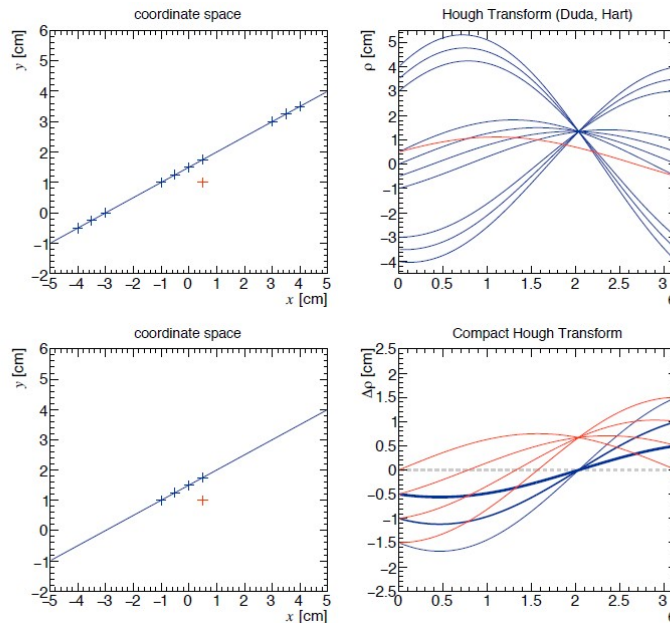 coordinate space
y [cm]
6
5
4
3
2
1
0
−1
−2
−5 −4 −3 −2 −1 0 1 2 3 4 5
x [cm]
Hough Transform (Duda, Hart)
ρ [cm]
5
4
3
2
1
0
−1
−2
−3
−4
0 0.5 1 1.5 2 2.5 3
coordinate space
y [cm]
6
5
4
3
2
1
0
−1
−2
−5 −4 −3 −2 −1 0 1 2 3 4 5
x [cm]
Compact Hough Transform
Δρ [cm]
2.5
2
1.5
1
0.5
0
−0.5
−1
−1.5
−2
−2.5
0 0.5 1 1.5 2 2.5 3